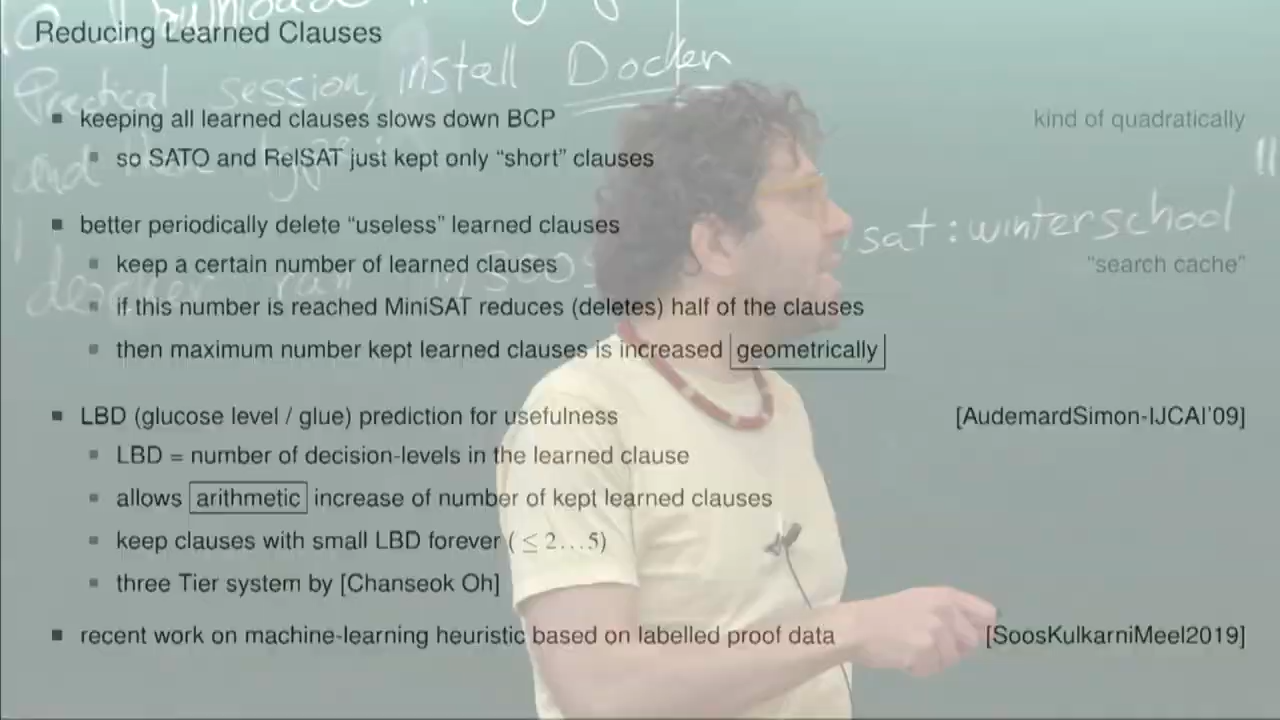 Reducing Learned Clauses
Practical session, install Docker
keeping all learned clauses slows down BCP kind of quadratically
so SATO and RelSAT just kept only “short” clauses
and then
better periodically delete “useless” learned clauses
sat:winterschool
keep a certain number of learned clauses “search cache”
docker run
if this number is reached MiniSAT reduces (deletes) half of the clauses
then maximum number kept learned clauses is increased geometrically
LBD (glucose level / glue) prediction for usefulness [AudemardSimon-IJCAI’09]
LBD = number of decision-levels in the learned clause
allows arithmetic increase of number of kept learned clauses
keep clauses with small LBD forever ( ≤ 2…5)
three Tier system by [Chanseok Oh]
recent work on machine-learning heuristic based on labelled proof data [SoosKulkarniMeel2019]